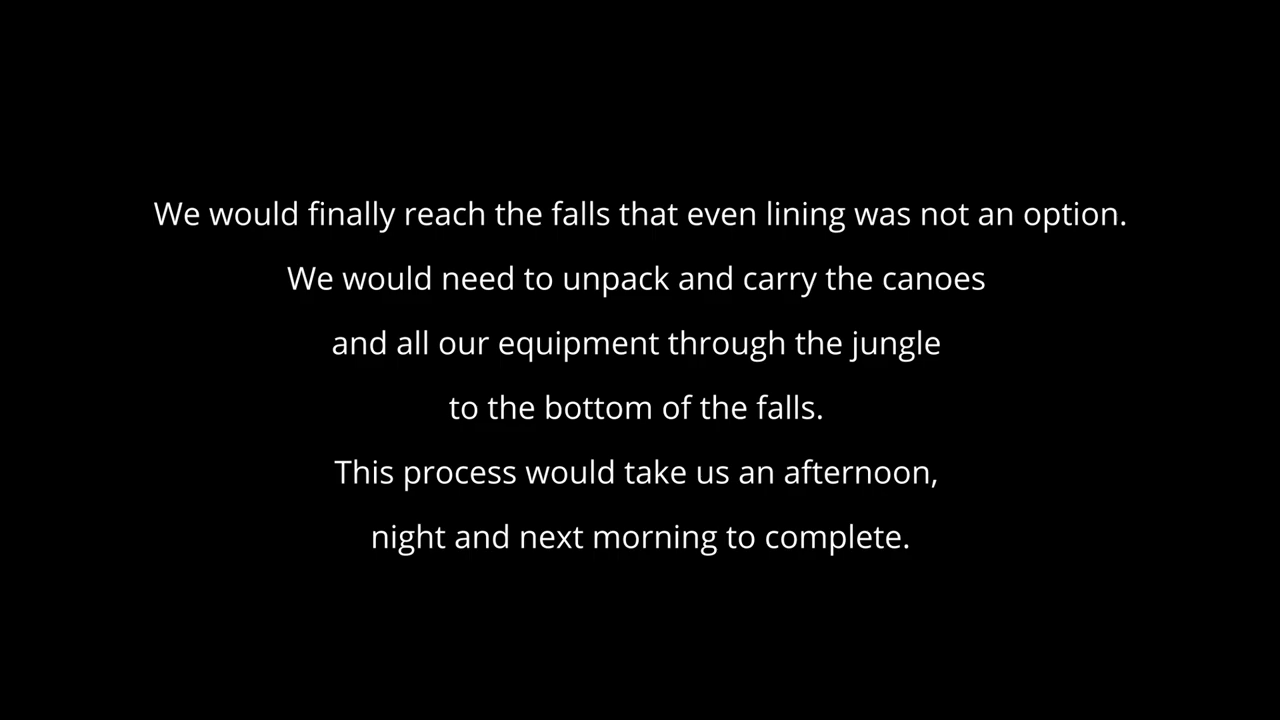 We would finally reach the falls that even lining was not an option.
We would need to unpack and carry the canoes
and all our equipment through the jungle
to the bottom of the falls.
This process would take us an afternoon,
night and next morning to complete.